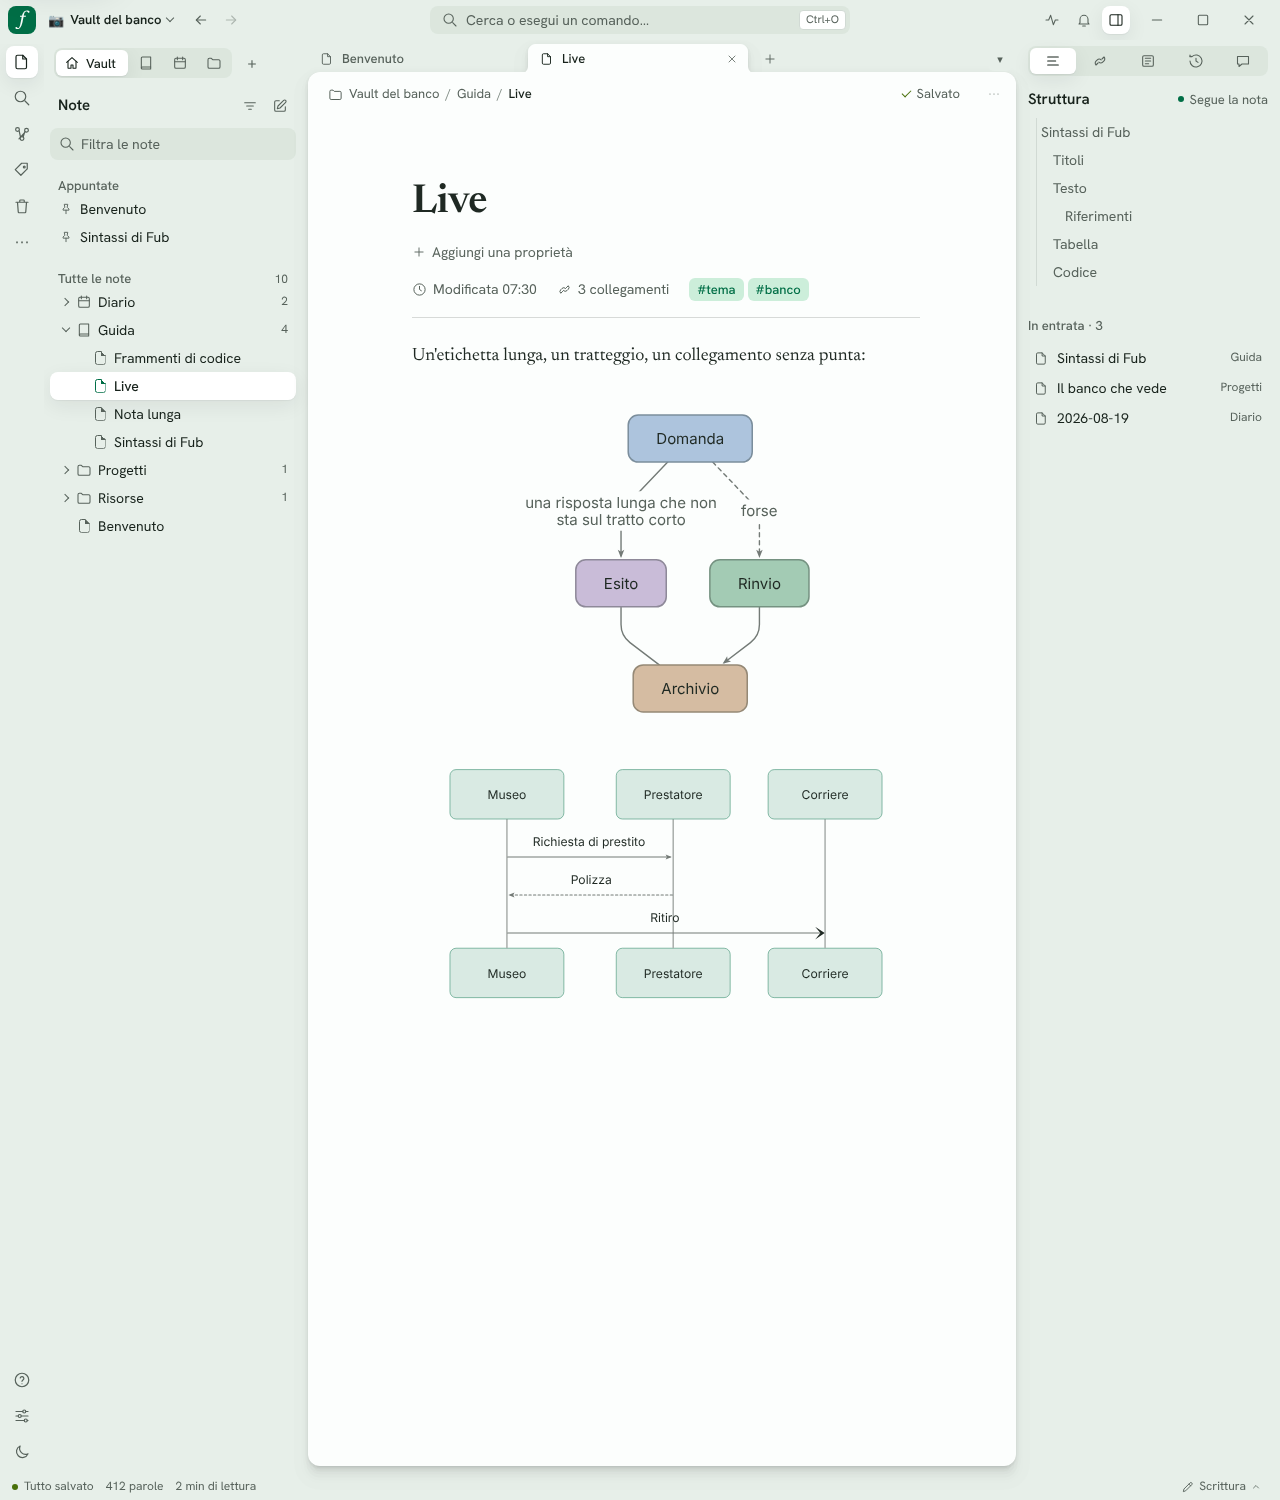 Vault del banco
Cerca o esegui un comando…
Ctrl+O
Vault
Note
Filtra le note
Appuntate
Benvenuto
Sintassi di Fub
Tutte le note 10
Diario 2
Guida 4
Frammenti di codice
Live
Nota lunga
Sintassi di Fub
Progetti 1
Risorse 1
Benvenuto
Benvenuto
Live
Vault del banco / Guida / Live
Salvato
Live
Aggiungi una proprietà
Modificata 07:30
3 collegamenti
#tema
#banco
Un'etichetta lunga, un tratteggio, un collegamento senza punta:
Domanda
una risposta lunga che non
sta sul tratto corto
forse
Esito
Rinvio
Archivio
Museo
Prestatore
Corriere
Richiesta di prestito
Polizza
Ritiro
Museo
Prestatore
Corriere
Struttura
Segue la nota
Sintassi di Fub
Titoli
Testo
Riferimenti
Tabella
Codice
In entrata · 3
Sintassi di Fub Guida
Il banco che vede Progetti
2026-08-19 Diario
Tutto salvato
412 parole
2 min di lettura
Scrittura